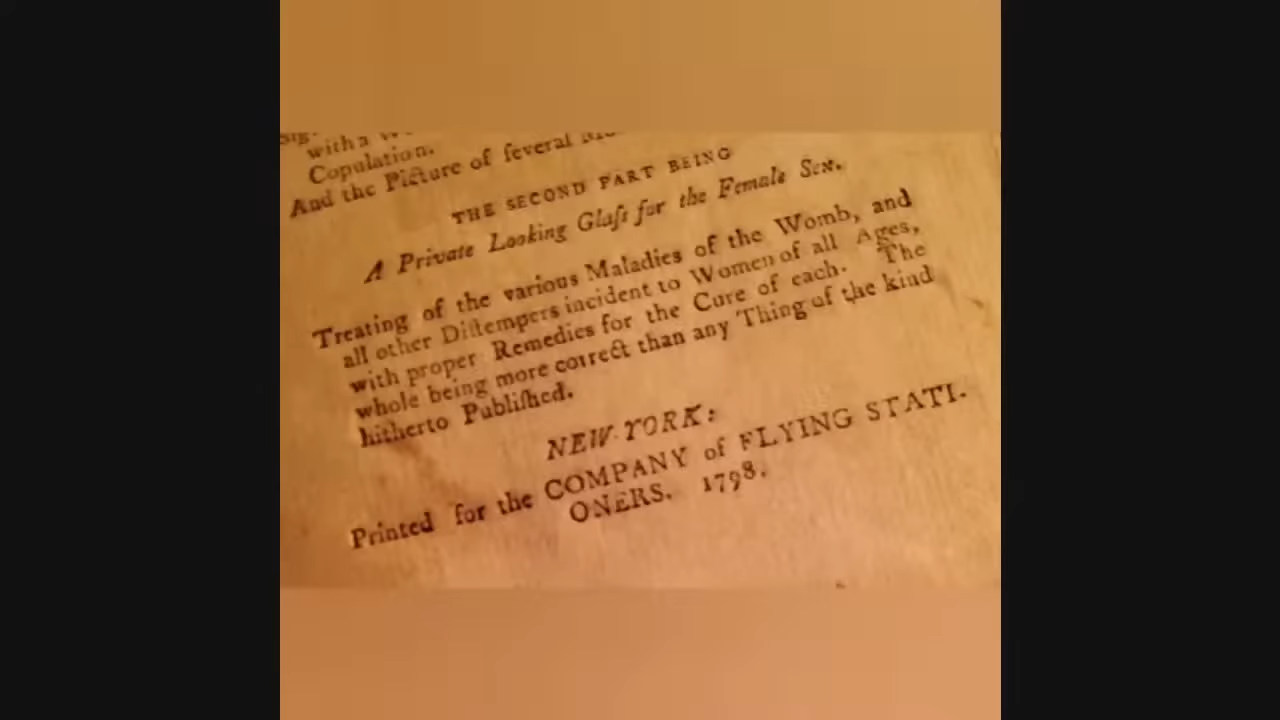 Sig.
with a
Copulation.
And the Picture of ſeveral
THE SECOND PART BEING
A Private Looking Glaſs for the Female Sex.
Treating of the various Maladies of the Womb, and
all other Diſtempers incident to Women of all Ages,
with proper Remedies for the Cure of each. The
whole being more correct than any Thing of the kind
hitherto Publiſhed.
NEW-YORK:
Printed for the COMPANY of FLYING STATI-
ONERS. 1798.